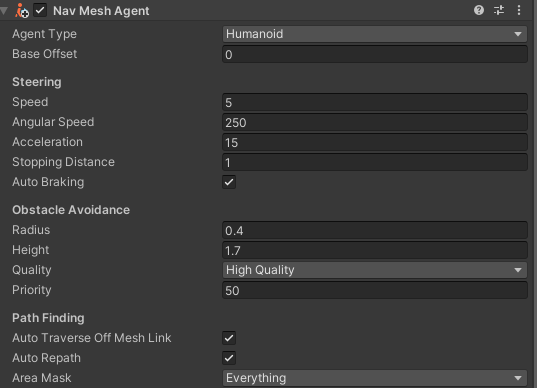 Nav Mesh Agent
Agent Type Humanoid
Base Offset 0
Steering
Speed 5
Angular Speed 250
Acceleration 15
Stopping Distance 1
Auto Braking
Obstacle Avoidance
Radius 0.4
Height 1.7
Quality High Quality
Priority 50
Path Finding
Auto Traverse Off Mesh Link
Auto Repath
Area Mask Everything